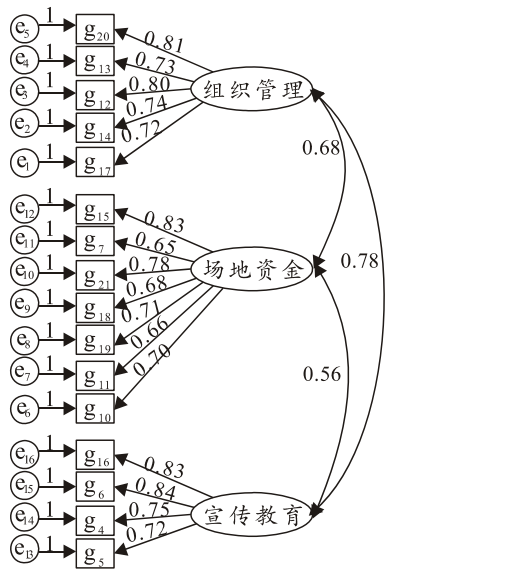 e5 1 g20 0.81
e4 1 g13 0.73
e3 1 g12 0.80 组织管理
e2 1 g14 0.74
e1 1 g17 0.72
0.68
e12 1 g15 0.83
e11 1 g7 0.65
e10 1 g21 0.78 场地资金 0.78
e9 1 g18 0.68
e8 1 g19 0.71
e7 1 g11 0.66
e6 1 g10 0.70
0.56
e16 1 g16 0.83
e15 1 g6 0.84
e14 1 g4 0.75 宣传教育
e13 1 g5 0.72